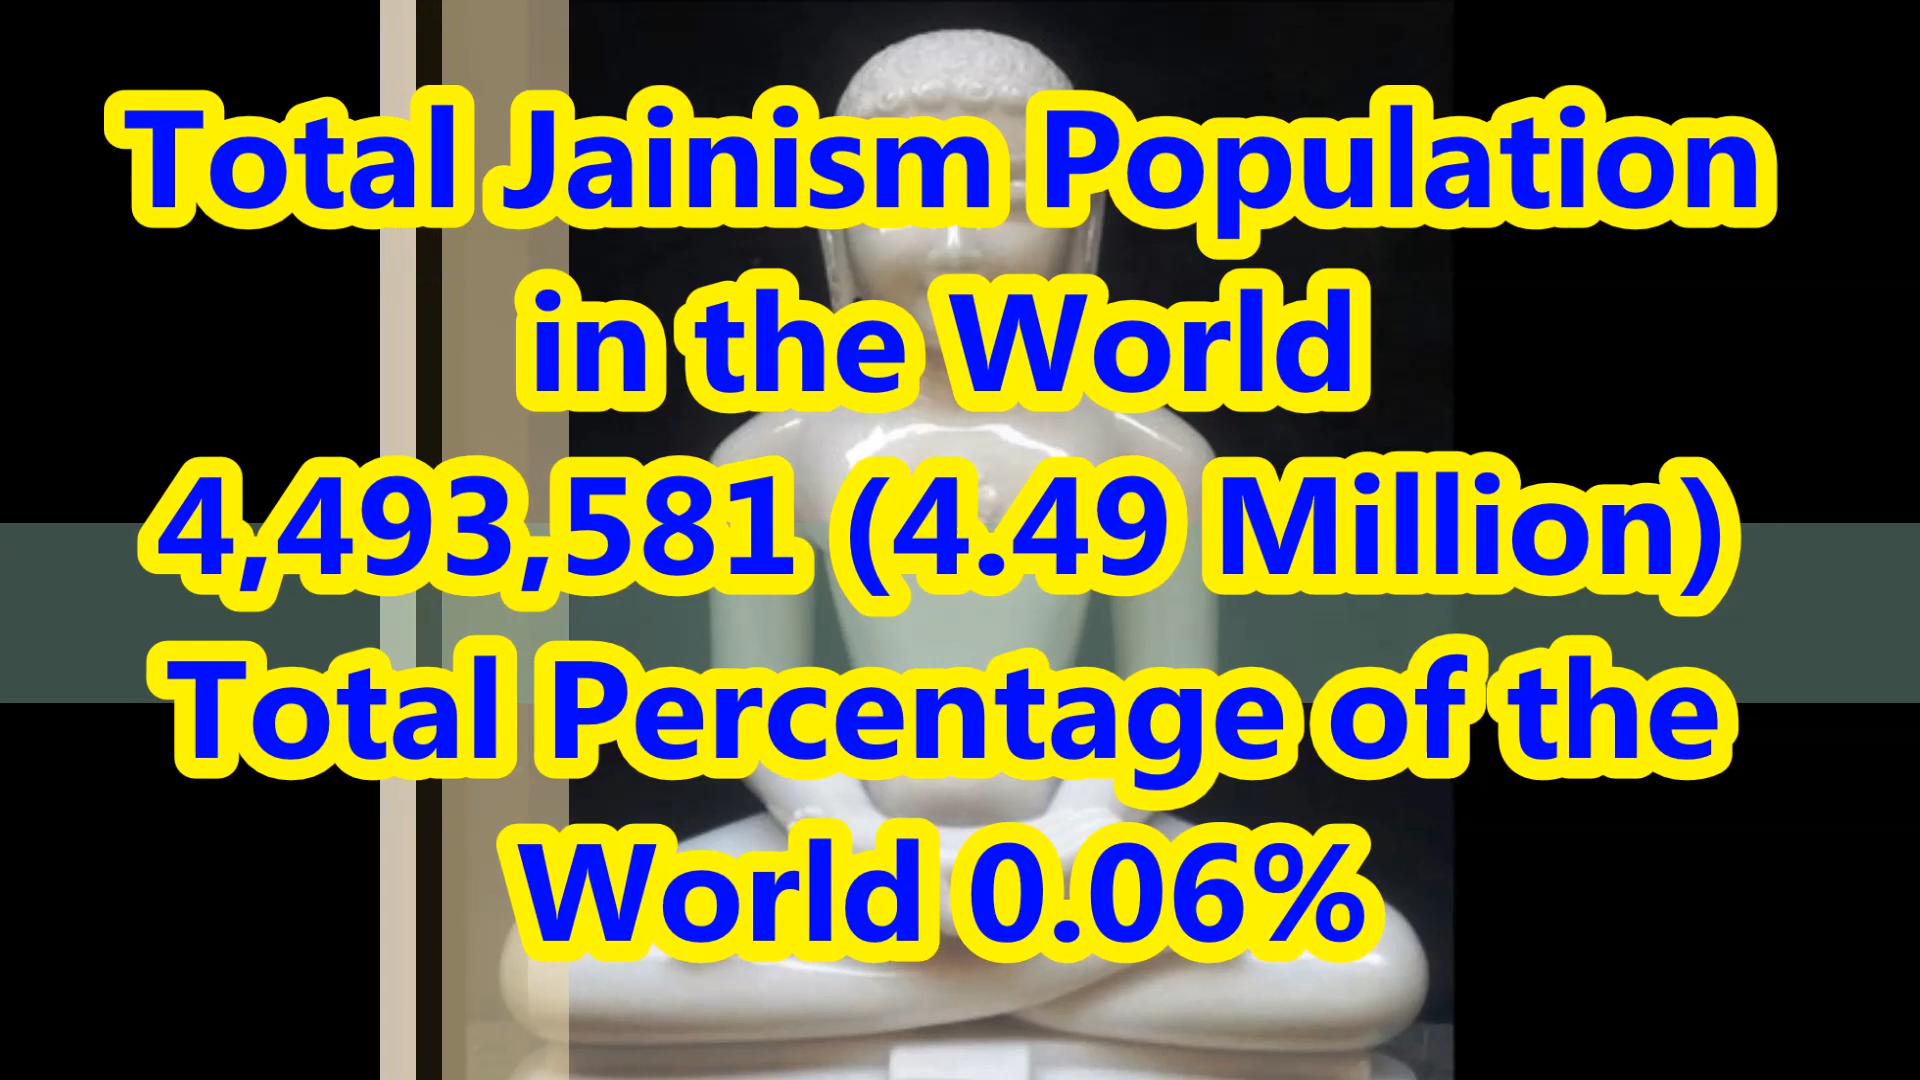 Total Jainism Population
in the World
4,493,581 (4.49 Million)
Total Percentage of the
World 0.06%